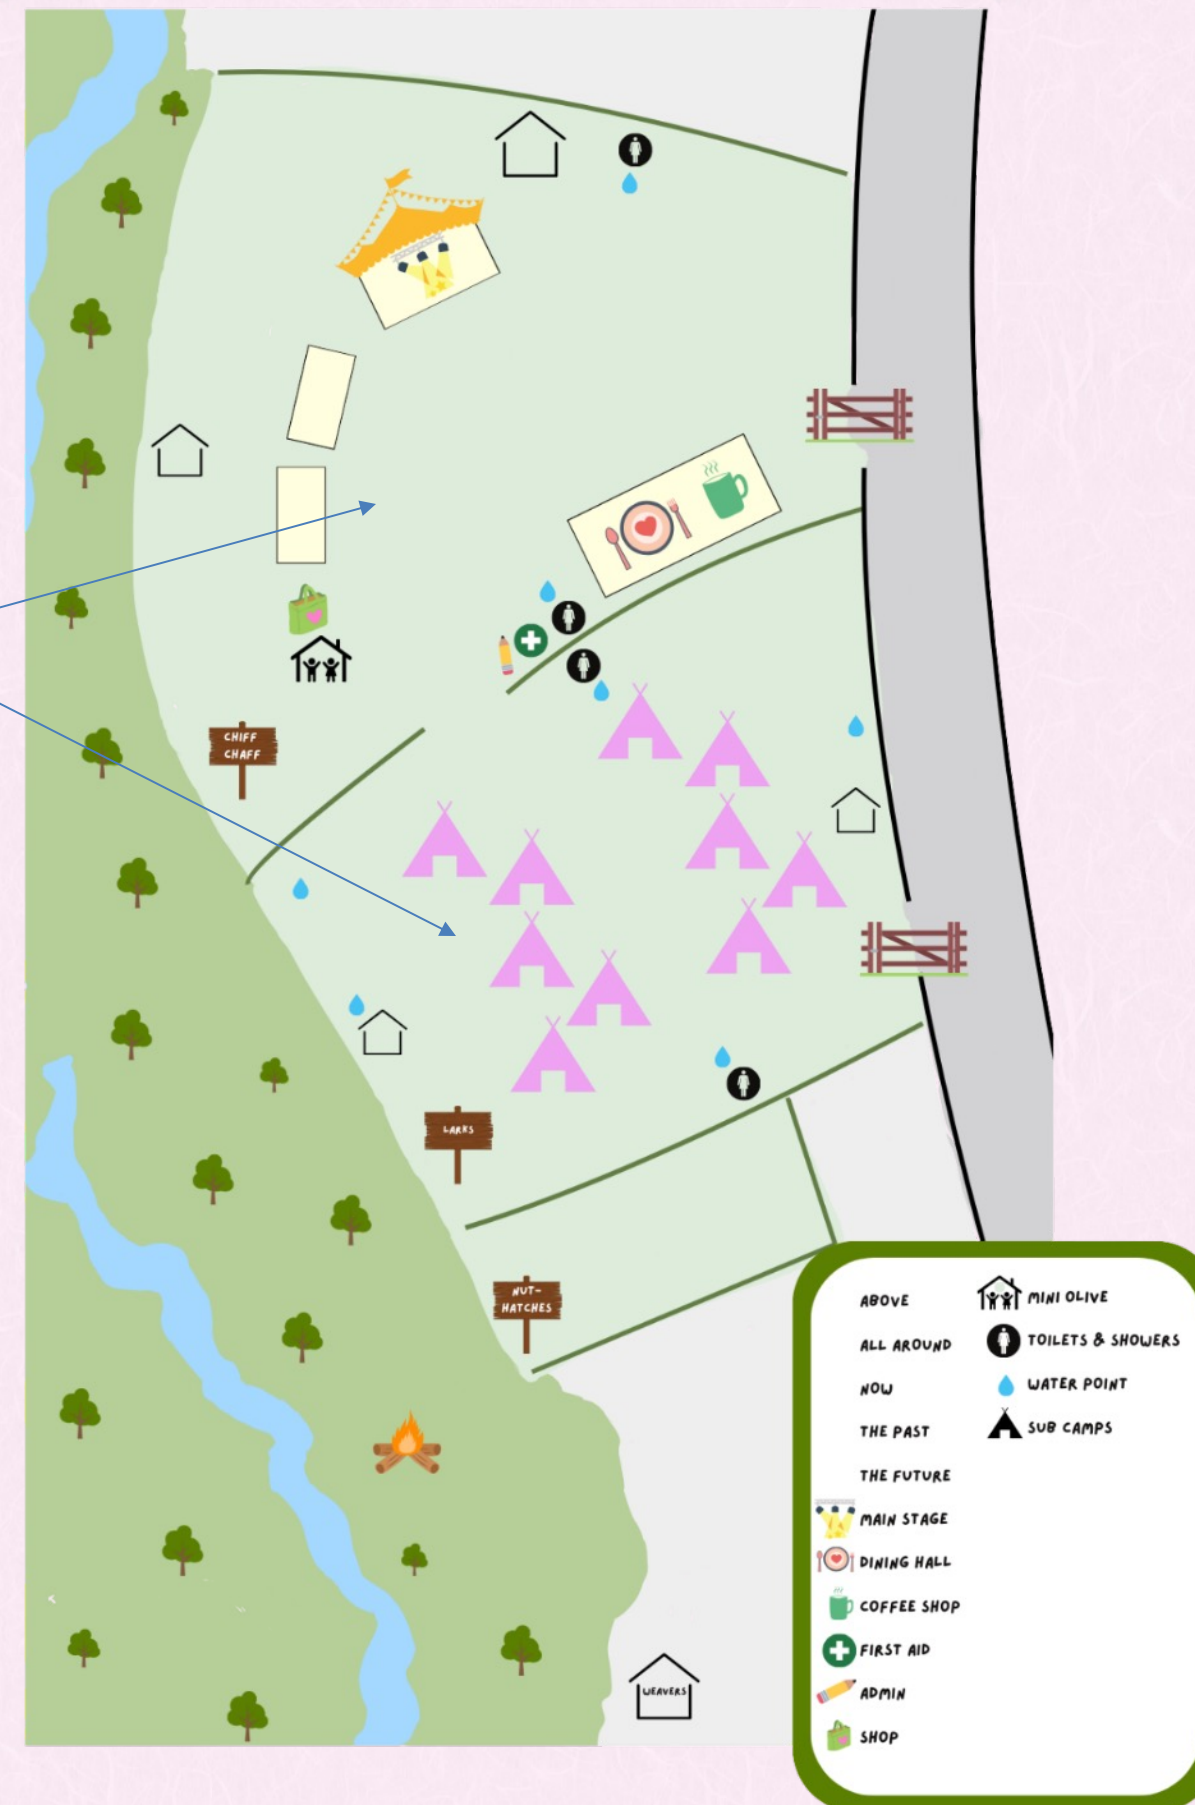 CHIFF
CHAFF
LARKS
NUT-
HATCHES
WEAVERS
ABOVE
ALL AROUND
NOW
THE PAST
THE FUTURE
MAIN STAGE
DINING HALL
COFFEE SHOP
FIRST AID
ADMIN
SHOP
MINI OLIVE
TOILETS & SHOWERS
WATER POINT
SUB CAMPS